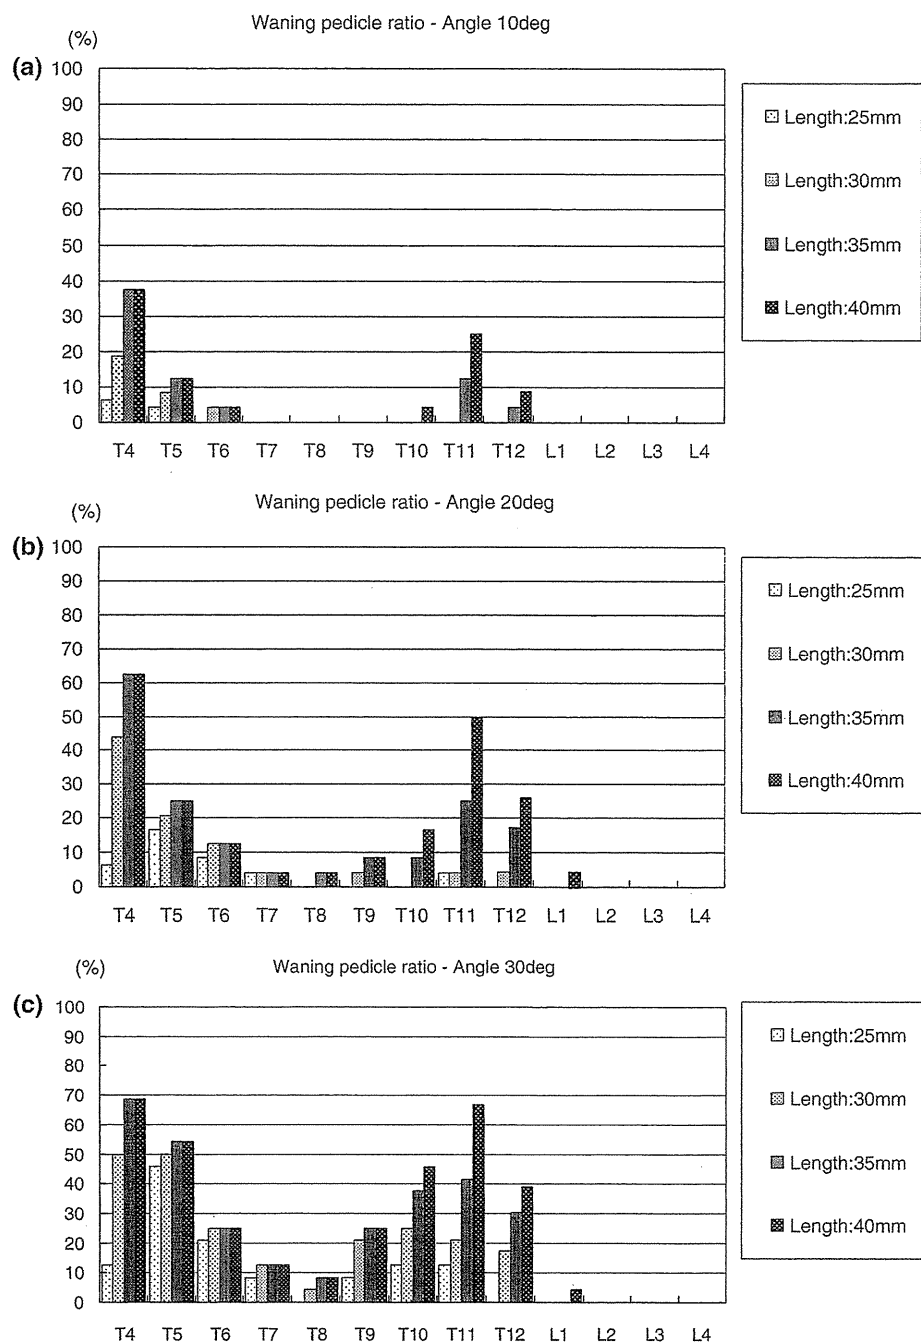 Waning pedicle ratio - Angle 10deg
(%)
(a)
100
90
80
70
60
50
40
30
20
10
0
T4 T5 T6 T7 T8 T9 T10 T11 T12 L1 L2 L3 L4
Length:25mm
Length:30mm
Length:35mm
Length:40mm
Waning pedicle ratio - Angle 20deg
(%)
(b)
100
90
80
70
60
50
40
30
20
10
0
T4 T5 T6 T7 T8 T9 T10 T11 T12 L1 L2 L3 L4
Length:25mm
Length:30mm
Length:35mm
Length:40mm
Waning pedicle ratio - Angle 30deg
(%)
(c)
100
90
80
70
60
50
40
30
20
10
0
T4 T5 T6 T7 T8 T9 T10 T11 T12 L1 L2 L3 L4
Length:25mm
Length:30mm
Length:35mm
Length:40mm